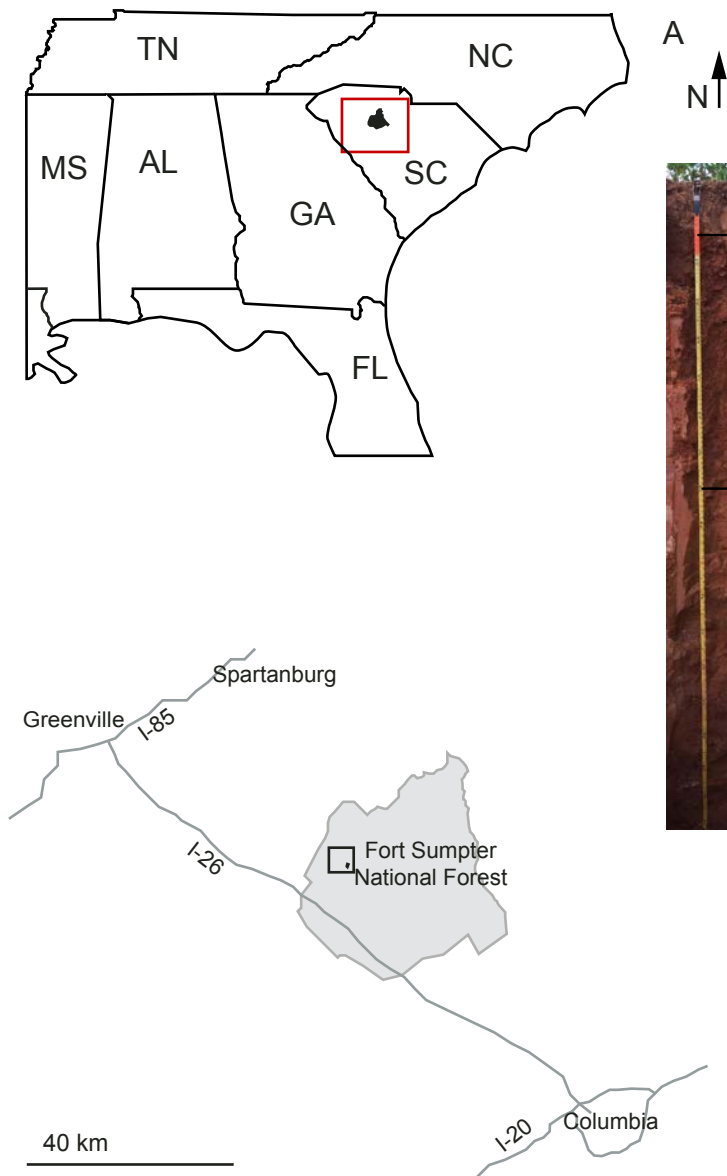 TN
NC
A
N
MS
AL
GA
SC
FL
Spartanburg
Greenville
I-85
I-26
Fort Sumpter
National Forest
Columbia
I-20
40 km